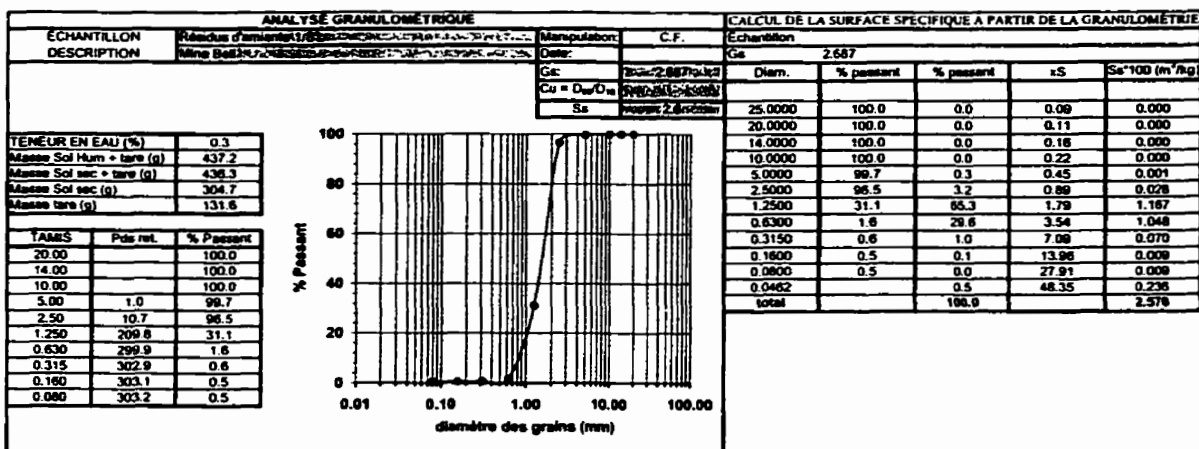 ANALYSE GRANULOMÉTRIQUE
ÉCHANTILLON Résidus d'amiante Manipulation: C.F.
DESCRIPTION Mine Bell Date:
Gs: 2.687
Cu = D60/D10
Ss
TENEUR EN EAU (%) 0.3
Masse Sol Hum + tare (g) 437.2
Masse Sol sec + tare (g) 436.3
Masse Sol sec (g) 304.7
Masse tare (g) 131.6
TAMIS Pds ret. % Passant
20.00 100.0
14.00 100.0
10.00 100.0
5.00 1.0 99.7
2.50 10.7 96.5
1.250 209.8 31.1
0.630 299.9 1.6
0.315 302.9 0.6
0.160 303.1 0.5
0.080 303.2 0.5
% Passant
100
80
60
40
20
0
0.01 0.10 1.00 10.00 100.00
diamètre des grains (mm)
CALCUL DE LA SURFACE SPÉCIFIQUE À PARTIR DE LA GRANULOMÉTRIE
Échantillon
Gs 2.687
Diam. % passant % passant xS Ss*100 (m²/kg)
25.0000 100.0 0.0 0.09 0.000
20.0000 100.0 0.0 0.11 0.000
14.0000 100.0 0.0 0.16 0.000
10.0000 100.0 0.0 0.22 0.000
5.0000 99.7 0.3 0.45 0.001
2.5000 96.5 3.2 0.89 0.028
1.2500 31.1 65.3 1.79 1.167
0.6300 1.6 29.6 3.54 1.048
0.3150 0.6 1.0 7.09 0.070
0.1600 0.5 0.1 13.96 0.009
0.0800 0.5 0.0 27.91 0.009
0.0462 0.5 48.35 0.236
total 100.0 2.578